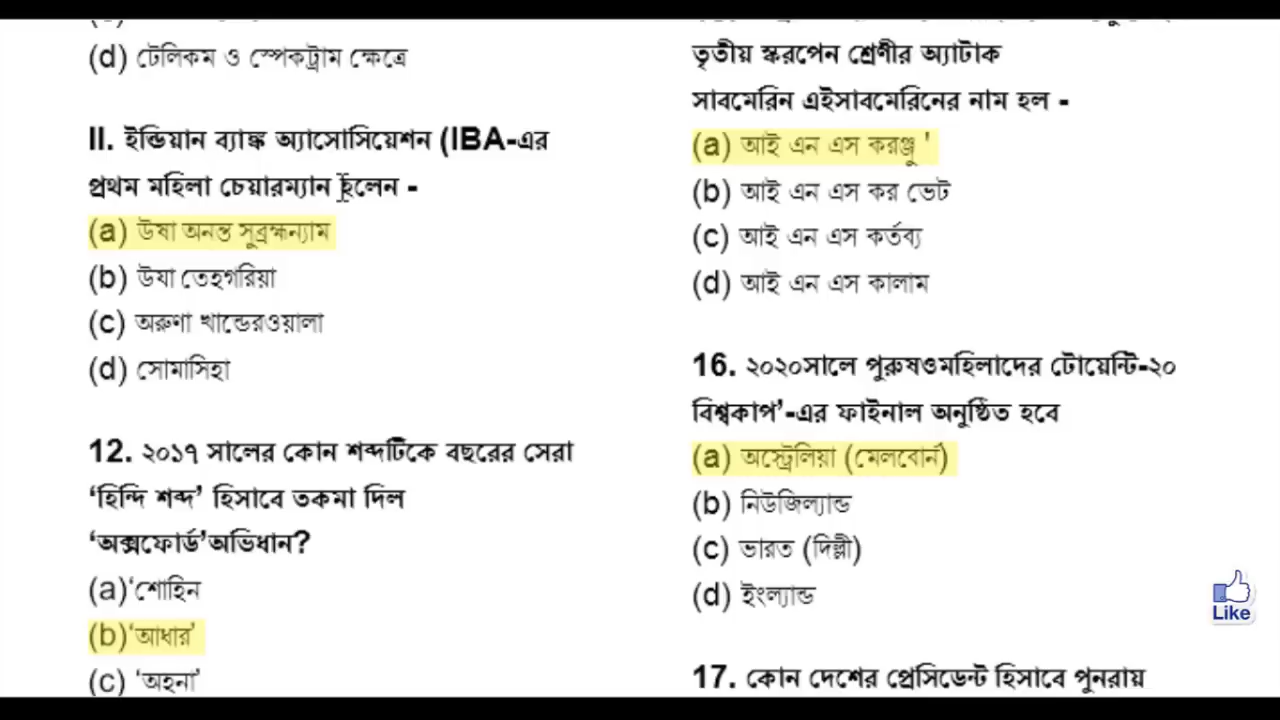 (d) টেলিকম ও স্পেকট্রাম ক্ষেত্রে
II. ইন্ডিয়ান ব্যাঙ্ক অ্যাসোসিয়েশন (IBA-এর
প্রথম মহিলা চেয়ারম্যান হলেন -
(a) উষা অনন্ত সুব্রহ্মন্যাম
(b) উযা তেহগরিয়া
(c) অরুণা খান্ডেরওয়ালা
(d) সোমাসিহা
12. ২০১৭ সালের কোন শব্দটিকে বছরের সেরা
‘হিন্দি শব্দ’ হিসাবে তকমা দিল
‘অক্সফোর্ড’অভিধান?
(a)‘শোহিন
(b)‘আধার’
(c) ‘অহনা’
তৃতীয় স্করপেন শ্রেণীর অ্যাটাক
সাবমেরিন এইসাবমেরিনের নাম হল -
(a) আই এন এস করঞ্জু '
(b) আই এন এস কর ভেট
(c) আই এন এস কর্তব্য
(d) আই এন এস কালাম
16. ২০২০সালে পুরুষওমহিলাদের টোয়েন্টি-২০
বিশ্বকাপ’-এর ফাইনাল অনুষ্ঠিত হবে
(a) অস্ট্রেলিয়া (মেলবোর্ন)
(b) নিউজিল্যান্ড
(c) ভারত (দিল্লী)
(d) ইংল্যান্ড
Like
17. কোন দেশের প্রেসিডেন্ট হিসাবে পুনরায়